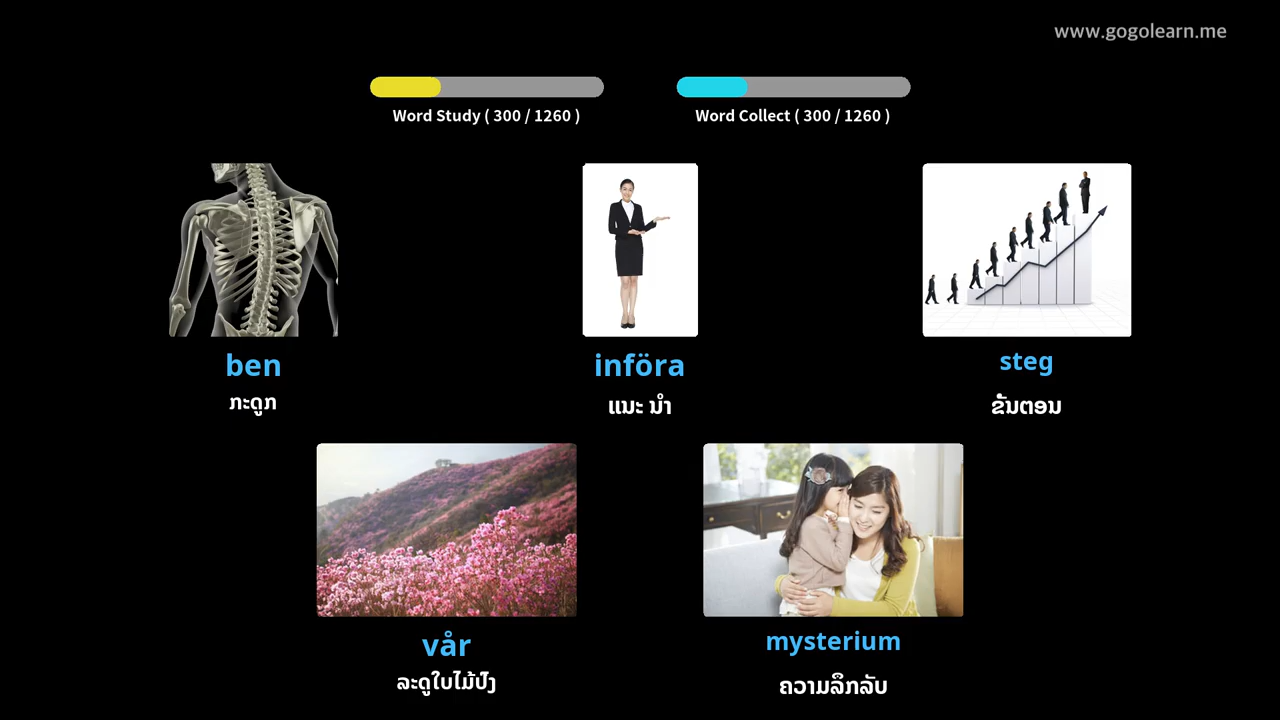 www.gogolearn.me
Word Study ( 300 / 1260 )
Word Collect ( 300 / 1260 )
ben
ກະດູກ
införa
ແນະ ນຳ
steg
ຂັ້ນຕອນ
vår
ລະດູໃບໄມ້ປົ່ງ
mysterium
ຄວາມລຶກລັບ